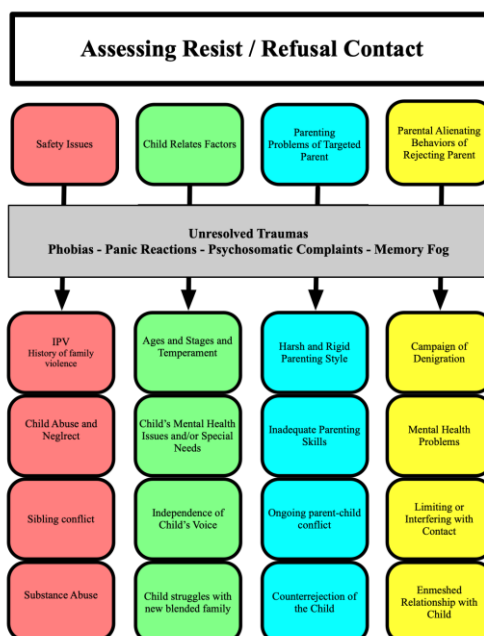 Assessing Resist / Refusal Contact
Safety Issues
Child Relates Factors
Parenting
Problems of Targeted
Parent
Parental Alienating
Behaviors of
Rejecting Parent
Unresolved Traumas
Phobias - Panic Reactions - Psychosomatic Complaints - Memory Fog
IPV
History of family
violence
Ages and Stages and
Temperament
Harsh and Rigid
Parenting Style
Campaign of
Denigration
Child Abuse and
Neglrect
Child's Mental Health
Issues and/or Special
Needs
Inadequate Parenting
Skills
Mental Health
Problems
Sibling conflict
Independence of
Child's Voice
Ongoing parent-child
conflict
Limiting or
Interfering with
Contact
Substance Abuse
Child struggles with
new blended family
Counterrejection of
the Child
Enmeshed
Relationship with
Child